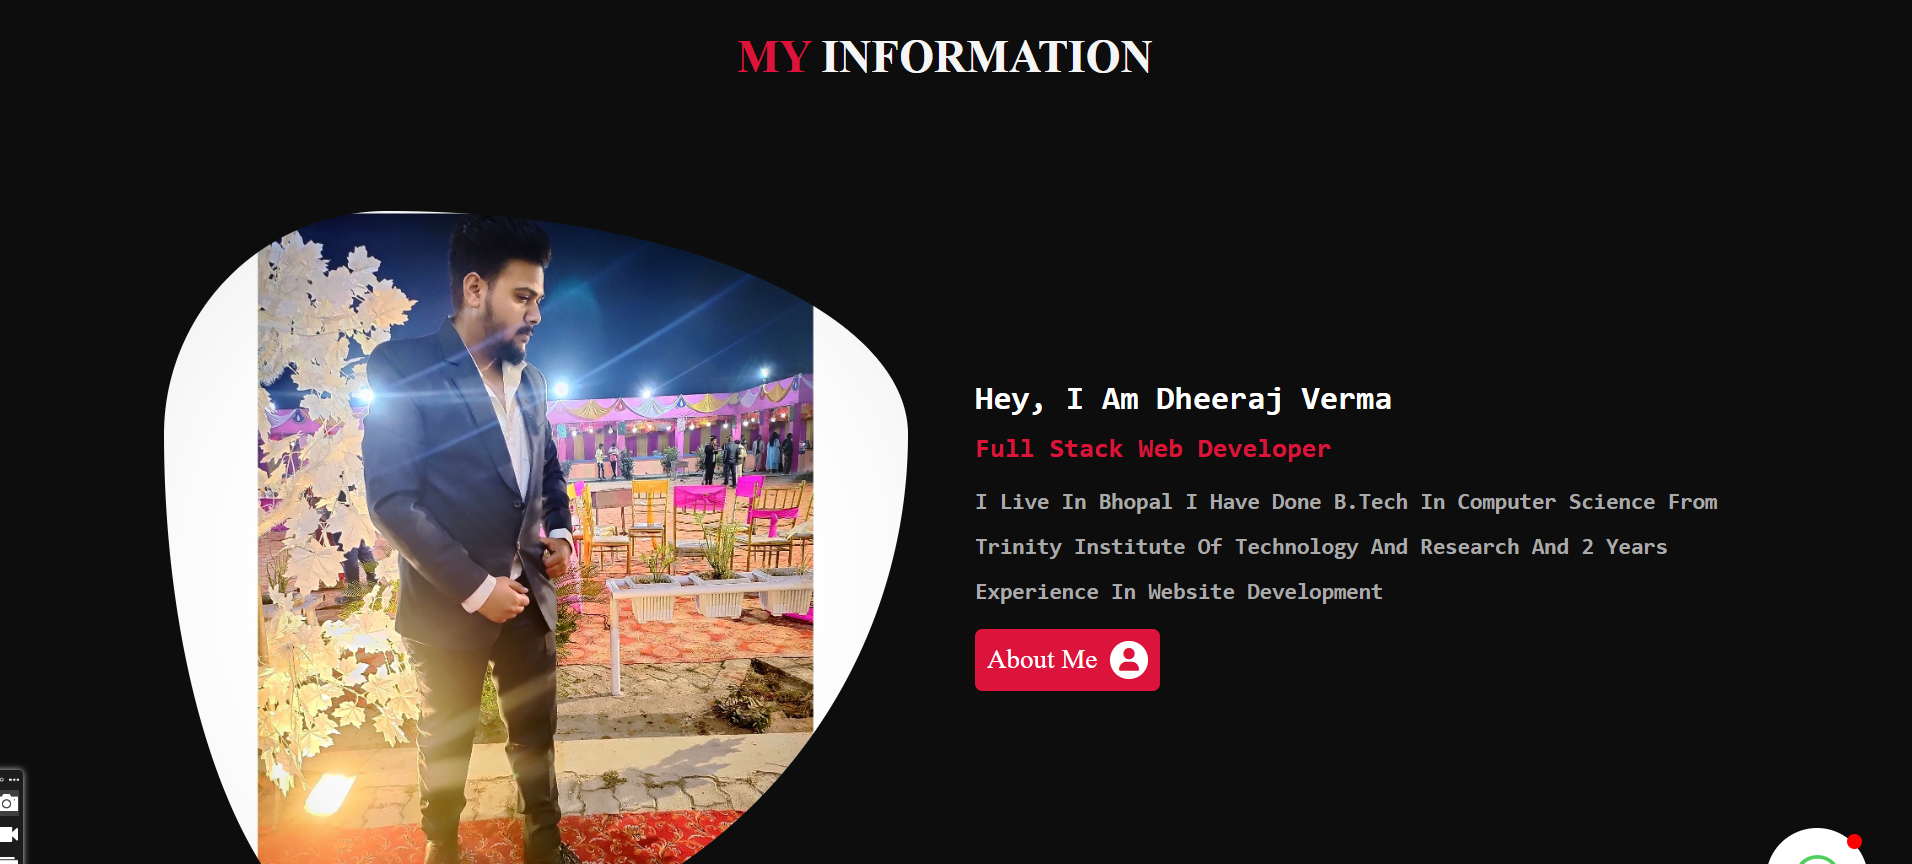 MY INFORMATION
Hey, I Am Dheeraj Verma
Full Stack Web Developer
I Live In Bhopal I Have Done B.Tech In Computer Science From
Trinity Institute Of Technology And Research And 2 Years
Experience In Website Development
About Me